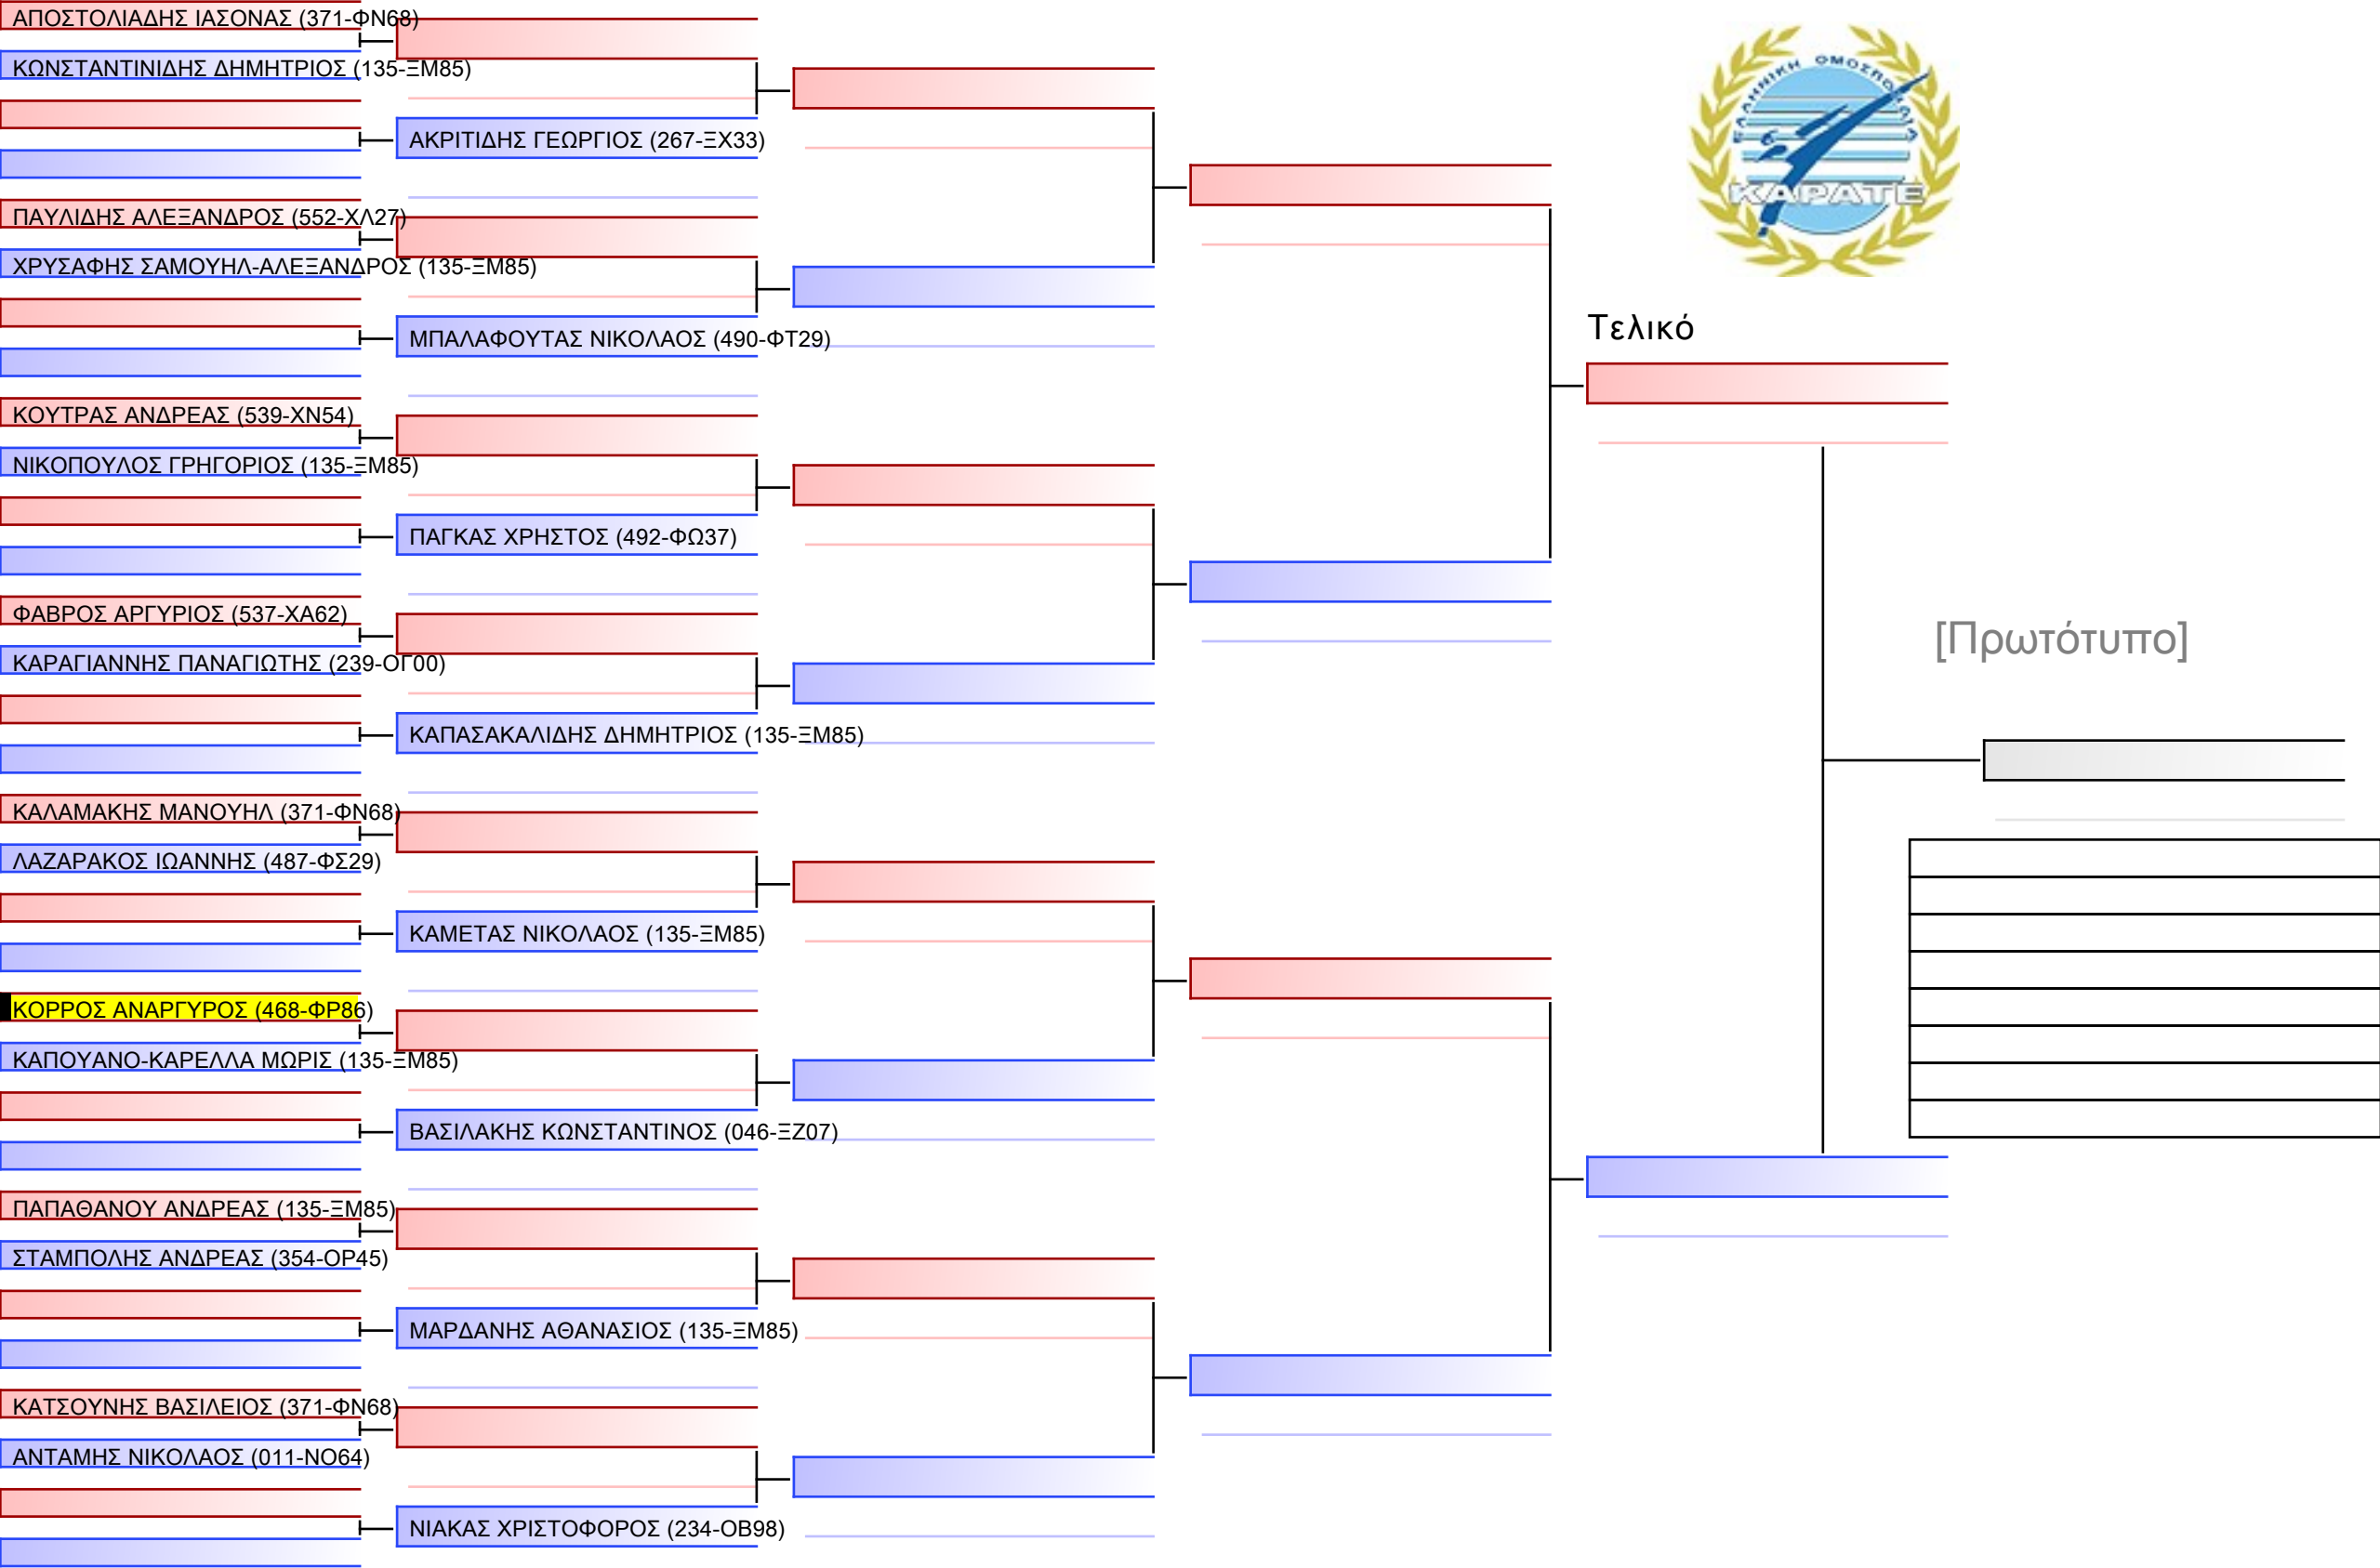 ΑΠΟΣΤΟΛΙΑΔΗΣ ΙΑΣΟΝΑΣ (371-ΦΝ68)
ΚΩΝΣΤΑΝΤΙΝΙΔΗΣ ΔΗΜΗΤΡΙΟΣ (135-ΞΜ85)
ΑΚΡΙΤΙΔΗΣ ΓΕΩΡΓΙΟΣ (267-ΞΧ33)
ΠΑΥΛΙΔΗΣ ΑΛΕΞΑΝΔΡΟΣ (552-ΧΛ27)
ΧΡΥΣΑΦΗΣ ΣΑΜΟΥΗΛ-ΑΛΕΞΑΝΔΡΟΣ (135-ΞΜ85)
ΜΠΑΛΑΦΟΥΤΑΣ ΝΙΚΟΛΑΟΣ (490-ΦΤ29)
ΚΟΥΤΡΑΣ ΑΝΔΡΕΑΣ (539-ΧΝ54)
ΝΙΚΟΠΟΥΛΟΣ ΓΡΗΓΟΡΙΟΣ (135-ΞΜ85)
ΠΑΓΚΑΣ ΧΡΗΣΤΟΣ (492-ΦΩ37)
ΦΑΒΡΟΣ ΑΡΓΥΡΙΟΣ (537-ΧΑ62)
ΚΑΡΑΓΙΑΝΝΗΣ ΠΑΝΑΓΙΩΤΗΣ (239-ΟΓ00)
ΚΑΠΑΣΑΚΑΛΙΔΗΣ ΔΗΜΗΤΡΙΟΣ (135-ΞΜ85)
ΚΑΛΑΜΑΚΗΣ ΜΑΝΟΥΗΛ (371-ΦΝ68)
ΛΑΖΑΡΑΚΟΣ ΙΩΑΝΝΗΣ (487-ΦΣ29)
ΚΑΜΕΤΑΣ ΝΙΚΟΛΑΟΣ (135-ΞΜ85)
ΚΟΡΡΟΣ ΑΝΑΡΓΥΡΟΣ (468-ΦΡ86)
ΚΑΠΟΥΑΝΟ-ΚΑΡΕΛΛΑ ΜΩΡΙΣ (135-ΞΜ85)
ΒΑΣΙΛΑΚΗΣ ΚΩΝΣΤΑΝΤΙΝΟΣ (046-ΞΖ07)
ΠΑΠΑΘΑΝΟΥ ΑΝΔΡΕΑΣ (135-ΞΜ85)
ΣΤΑΜΠΟΛΗΣ ΑΝΔΡΕΑΣ (354-ΟΡ45)
ΜΑΡΔΑΝΗΣ ΑΘΑΝΑΣΙΟΣ (135-ΞΜ85)
ΚΑΤΣΟΥΝΗΣ ΒΑΣΙΛΕΙΟΣ (371-ΦΝ68)
ΑΝΤΑΜΗΣ ΝΙΚΟΛΑΟΣ (011-ΝΟ64)
ΝΙΑΚΑΣ ΧΡΙΣΤΟΦΟΡΟΣ (234-ΟΒ98)
ΕΛΛΗΝΙΚΗ ΟΜΟΣΠΟΝΔΙΑ
ΚΑΡΑΤΕ
Τελικό
[Πρωτότυπο]